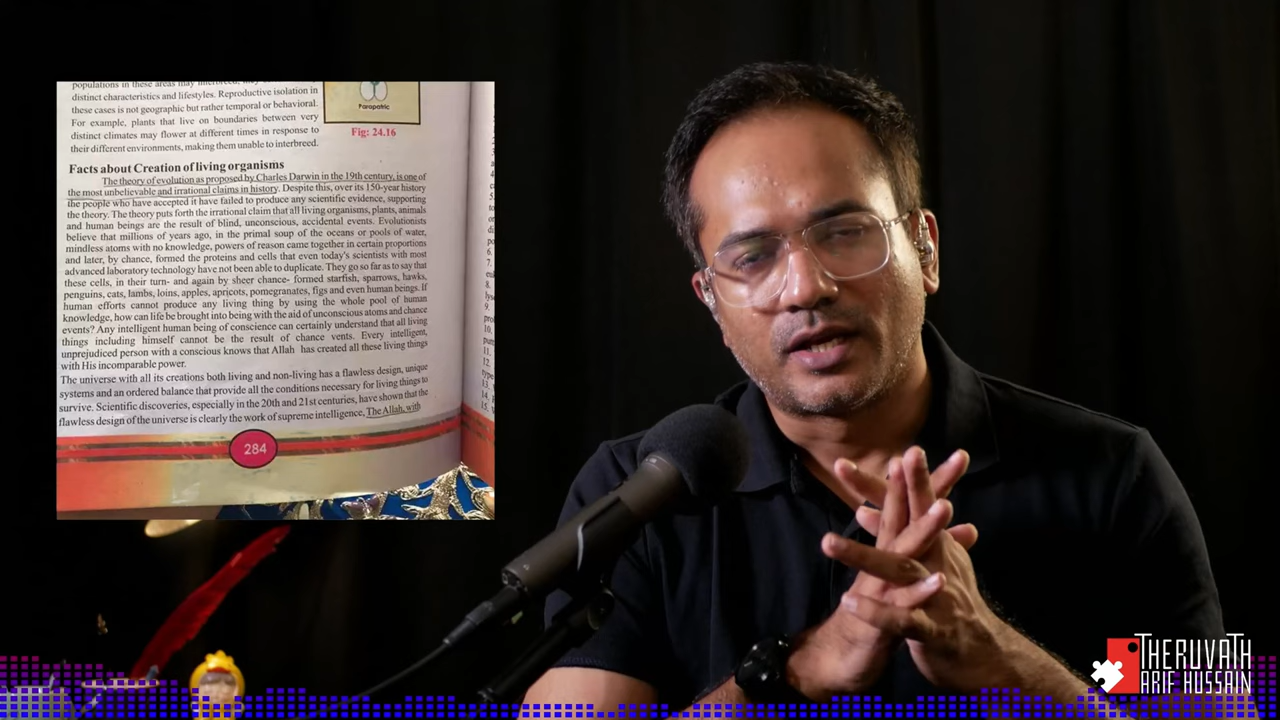 populations in these areas may interbreed, they
distinct characteristics and lifestyles. Reproductive isolation in
these cases is not geographic but rather temporal or behavioral.
For example, plants that live on boundaries between very
distinct climates may flower at different times in response to
their different environments, making them unable to interbreed.
Parapatric
Fig: 24.16
Facts about Creation of living organisms
The theory of evolution as proposed by Charles Darwin in the 19th century, is one of
the most unbelievable and irrational claims in history. Despite this, over its 150-year history
the people who have accepted it have failed to produce any scientific evidence, supporting
the theory. The theory puts forth the irrational claim that all living organisms, plants, animals
and human beings are the result of blind, unconscious, accidental events. Evolutionists
believe that millions of years ago, in the primal soup of the oceans or pools of water,
mindless atoms with no knowledge, powers of reason came together in certain proportions
and later, by chance, formed the proteins and cells that even today's scientists with most
advanced laboratory technology have not been able to duplicate. They go so far as to say that
these cells, in their turn- and again by sheer chance- formed starfish, sparrows, hawks,
penguins, cats, lambs, loins, apples, apricots, pomegranates, figs and even human beings. If
human efforts cannot produce any living thing by using the whole pool of human
knowledge, how can life be brought into being with the aid of unconscious atoms and chance
events? Any intelligent human being of conscience can certainly understand that all living
things including himself cannot be the result of chance vents. Every intelligent,
unprejudiced person with a conscious knows that Allah has created all these living things
with His incomparable power.
The universe with all its creations both living and non-living has a flawless design, unique
systems and an ordered balance that provide all the conditions necessary for living things to
survive. Scientific discoveries, especially in the 20th and 21st centuries, have shown that the
flawless design of the universe is clearly the work of supreme intelligence, The Allah, with
284
THERUVATH
ARIF HUSSAIN